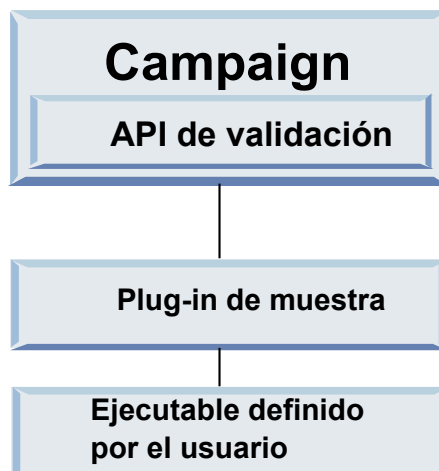 Campaign
API de validación
Plug-in de muestra
Ejecutable definido
por el usuario